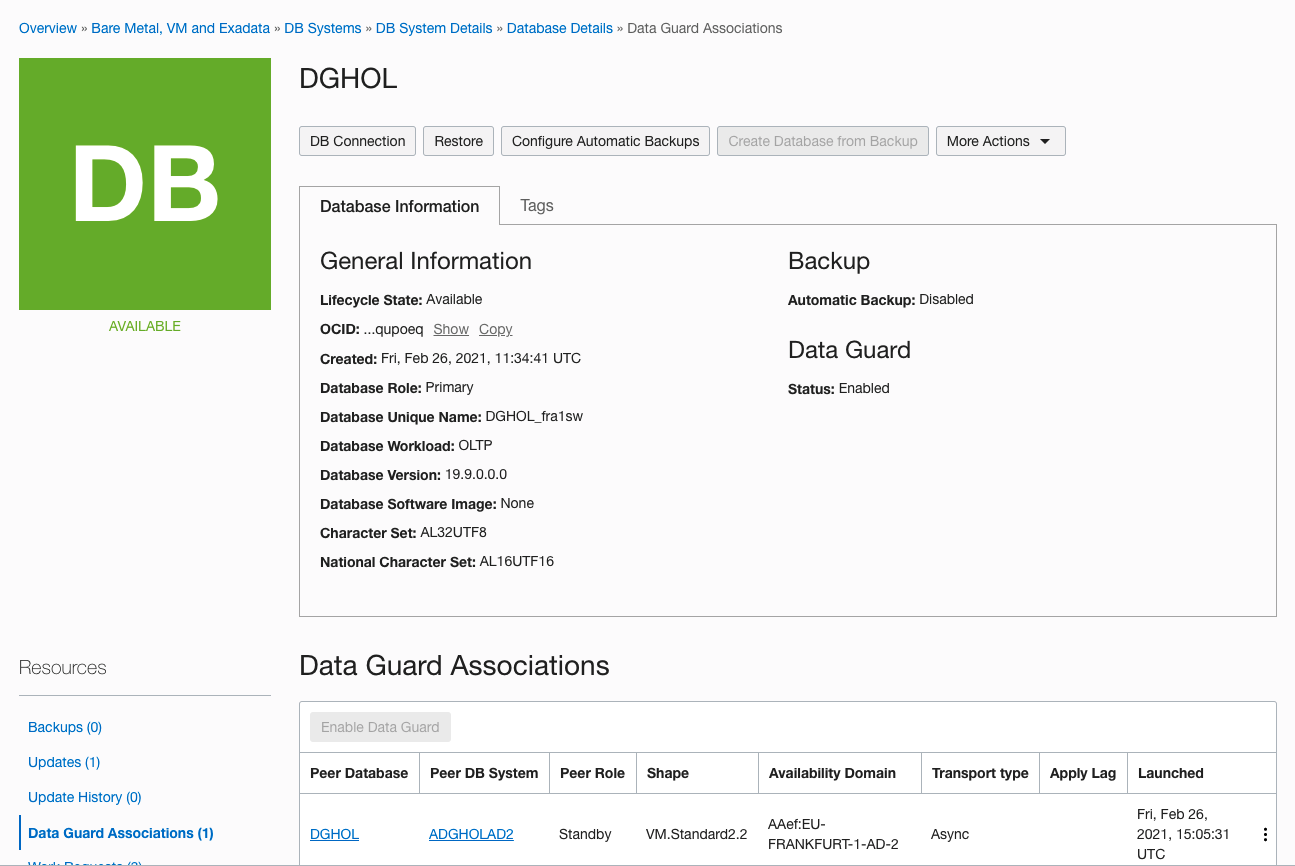 Overview » Bare Metal, VM and Exadata » DB Systems » DB System Details » Database Details » Data Guard Associations
DB
AVAILABLE
DGHOL
DB Connection Restore Configure Automatic Backups Create Database from Backup More Actions
Database Information Tags
General Information
Lifecycle State: Available
OCID: ...qupoeq Show Copy
Created: Fri, Feb 26, 2021, 11:34:41 UTC
Database Role: Primary
Database Unique Name: DGHOL_fra1sw
Database Workload: OLTP
Database Version: 19.9.0.0.0
Database Software Image: None
Character Set: AL32UTF8
National Character Set: AL16UTF16
Backup
Automatic Backup: Disabled
Data Guard
Status: Enabled
Resources
Backups (0)
Updates (1)
Update History (0)
Data Guard Associations (1)
Data Guard Associations
Enable Data Guard
Peer Database Peer DB System Peer Role Shape Availability Domain Transport type Apply Lag Launched
DGHOL ADGHOLAD2 Standby VM.Standard2.2 AAef:EU-
FRANKFURT-1-AD-2 Async Fri, Feb 26,
2021, 15:05:31
UTC